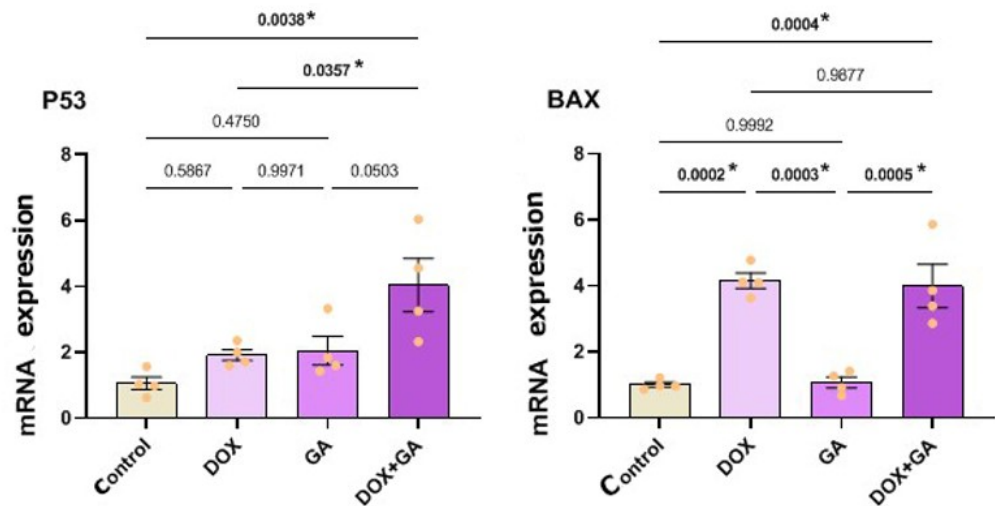 0.0038 *
0.0357 *
P53
0.4750
0.5867
0.9971
0.0503
mRNA expression
8
6
4
2
0
Control
DOX
GA
DOX+GA
0.0004 *
0.9877
BAX
0.9992
0.0002 *
0.0003 *
0.0005 *
mRNA expression
8
6
4
2
0
Control
DOX
GA
DOX+GA